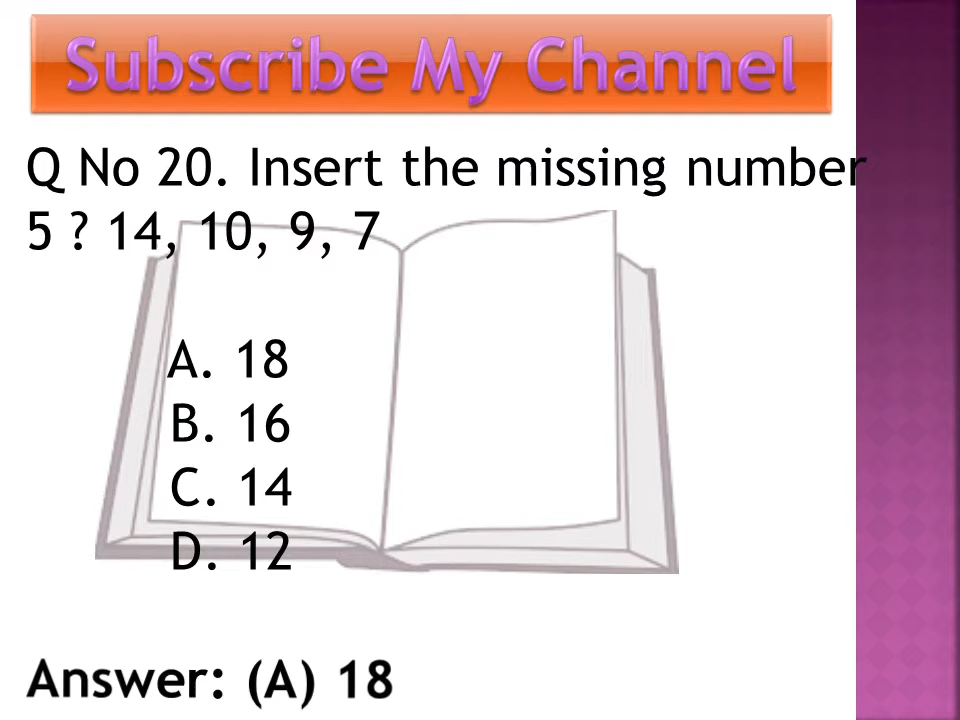 Subscribe My Channel
Q No 20. Insert the missing number
5 ? 14, 10, 9, 7
A. 18
B. 16
C. 14
D. 12
Answer: (A) 18